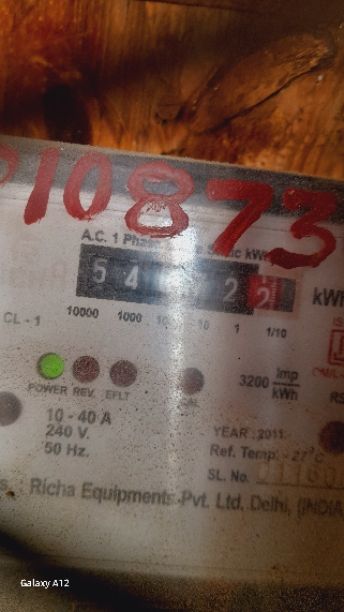 10873
A.C. 1 Phase
5 4 2 2
kWh
CL - 1
10000 1000 10 1 1/10
POWER REV. EFLT CAL
3200 Imp/kWh
10 - 40 A
240 V.
50 Hz.
YEAR : 2011
Ref. Temp. - 27°C
SL. No.
Richa Equipments Pvt. Ltd. Delhi, (INDIA
Galaxy A12